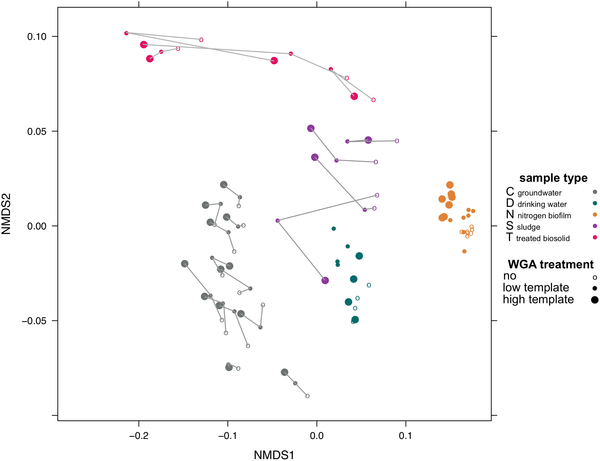 0.10
0.05
0.00
−0.05
NMDS2
−0.2
−0.1
0.0
0.1
NMDS1
sample type
C groundwater
D drinking water
N nitrogen biofilm
S sludge
T treated biosolid
WGA treatment
no
low template
high template